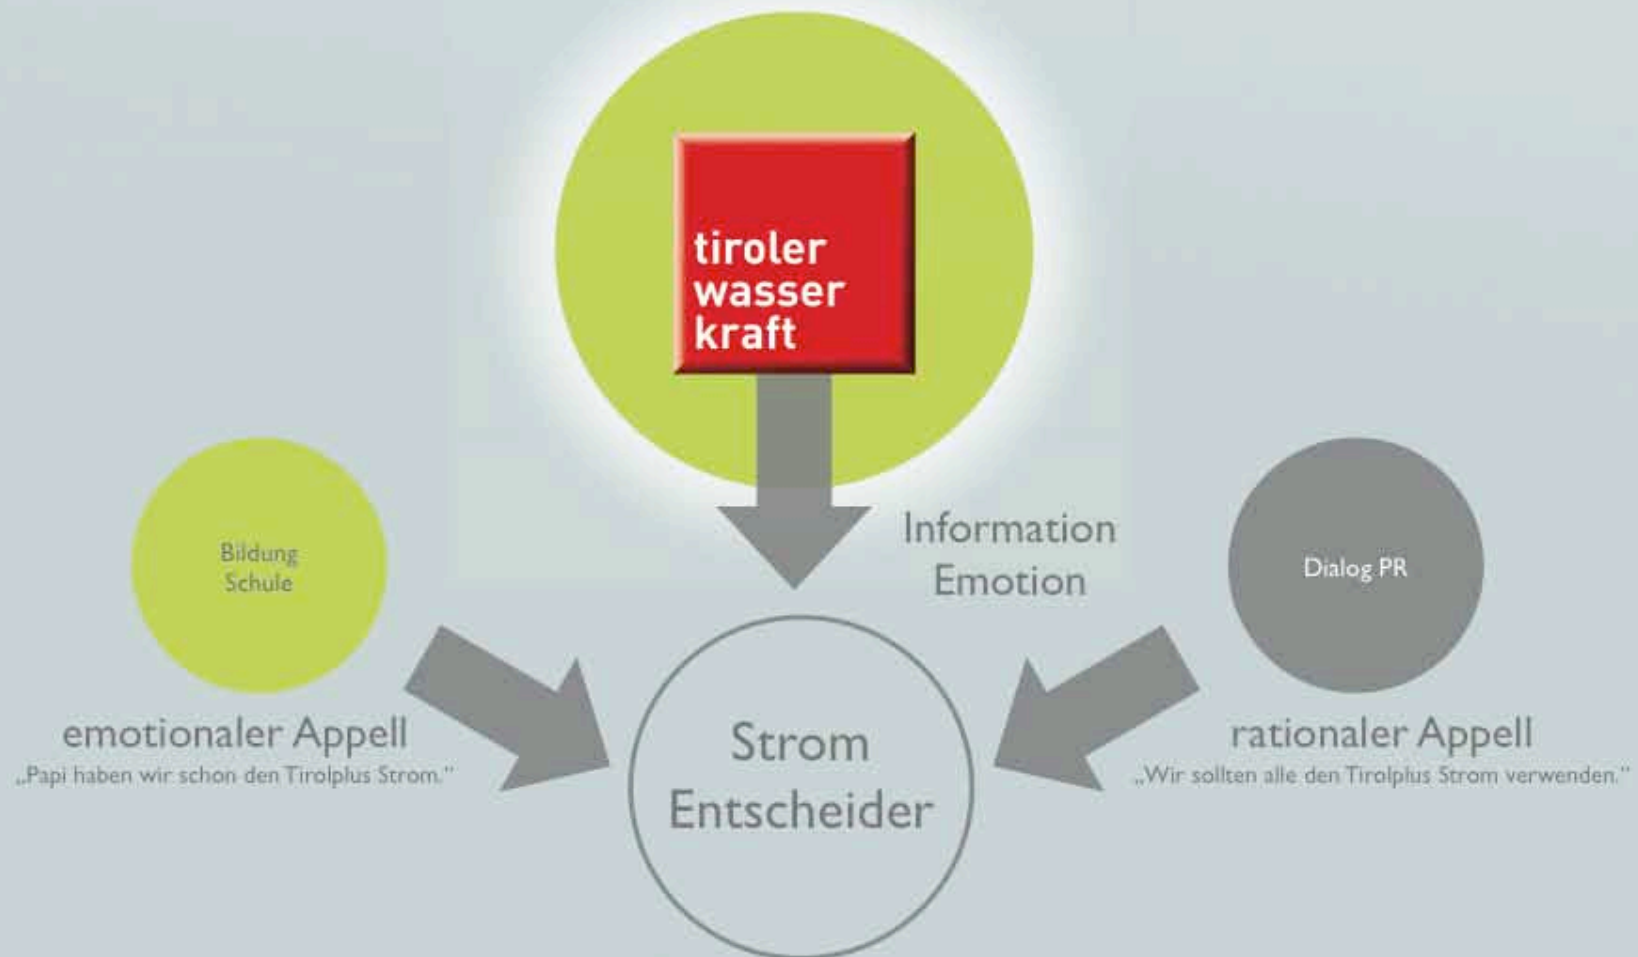 tiroler
wasser
kraft
Information
Emotion
Bildung
Schule
Dialog PR
emotionaler Appell
„Papi haben wir schon den Tirolplus Strom.“
Strom
Entscheider
rationaler Appell
„Wir sollten alle den Tirolplus Strom verwenden.“